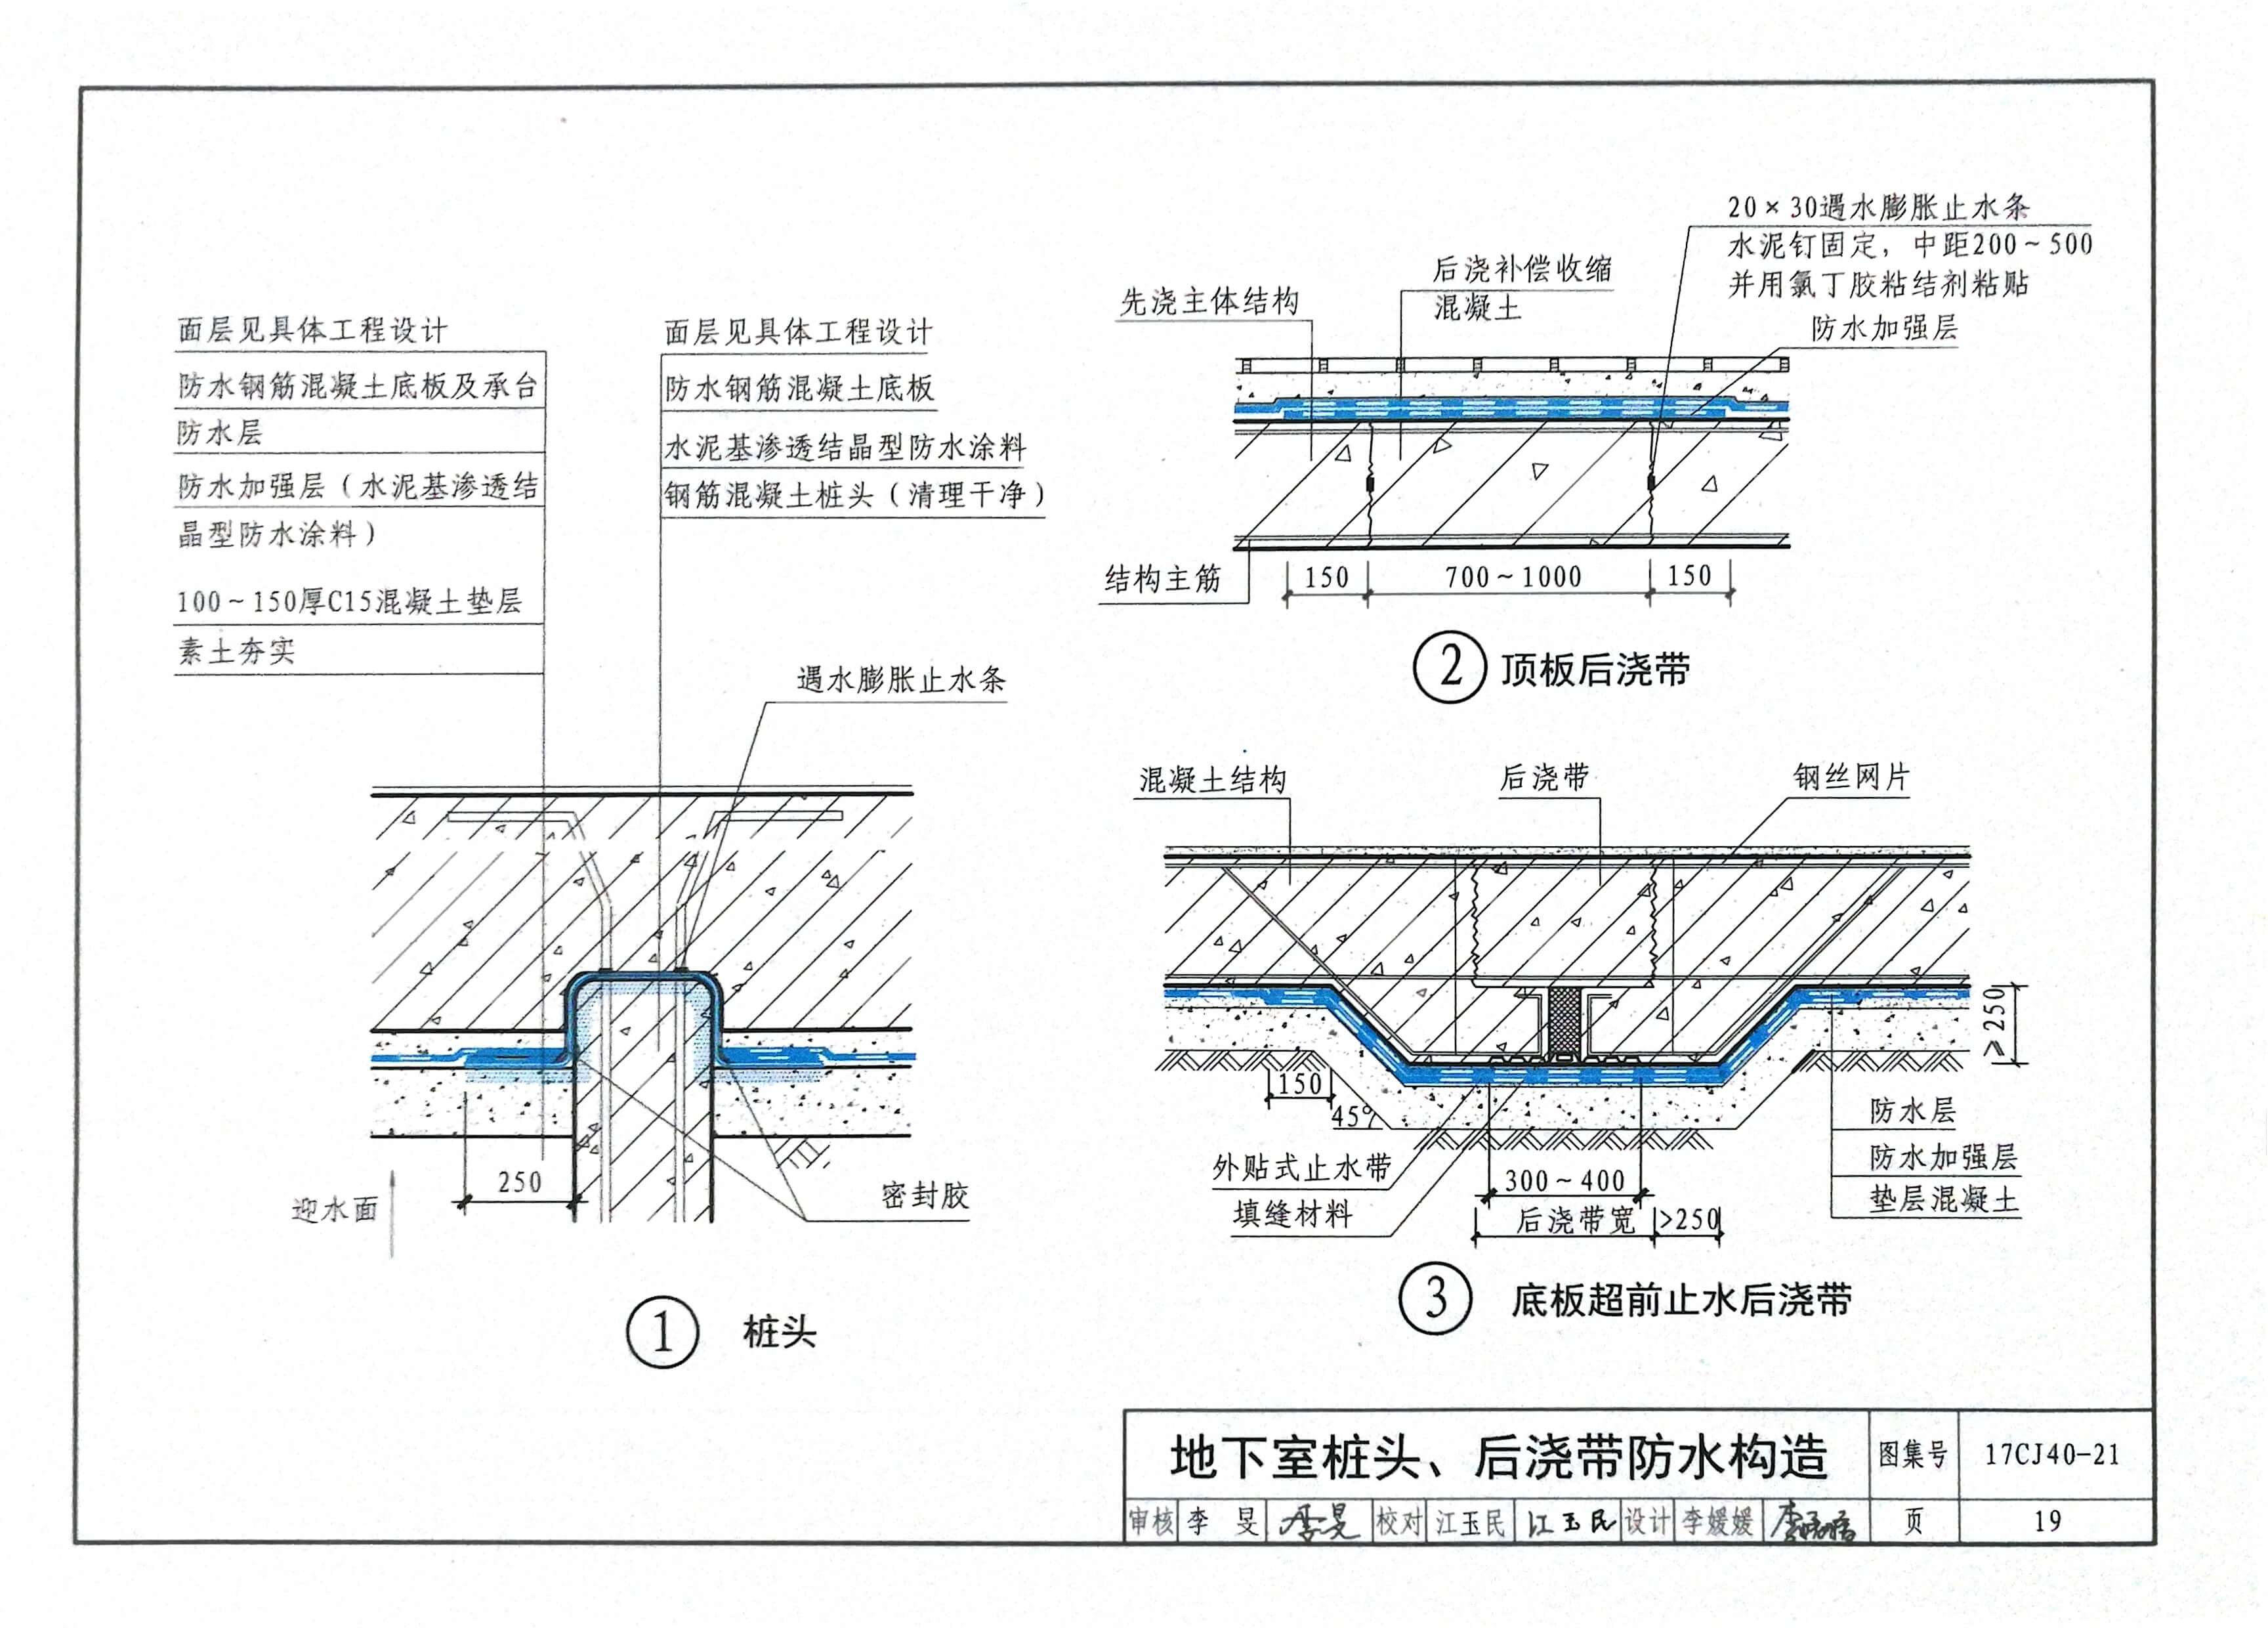 面层见具体工程设计
防水钢筋混凝土底板及承台
防水层
防水加强层（水泥基渗透结
晶型防水涂料）
100～150厚C15混凝土垫层
素土夯实
面层见具体工程设计
防水钢筋混凝土底板
水泥基渗透结晶型防水涂料
钢筋混凝土桩头（清理干净）
遇水膨胀止水条
250
迎水面
密封胶
1 桩头
20×30遇水膨胀止水条
水泥钉固定，中距200～500
并用氯丁胶粘结剂粘贴
防水加强层
后浇补偿收缩
混凝土
先浇主体结构
结构主筋
150 700～1000 150
2 顶板后浇带
混凝土结构 后浇带 钢丝网片
≥250
150
45°
防水层
防水加强层
垫层混凝土
外贴式止水带
填缝材料
300～400
后浇带宽 >250
3 底板超前止水后浇带
地下室桩头、后浇带防水构造 图集号 17CJ40-21
审核 李旻 李旻 校对 江玉民 江玉民 设计 李媛媛 页 19